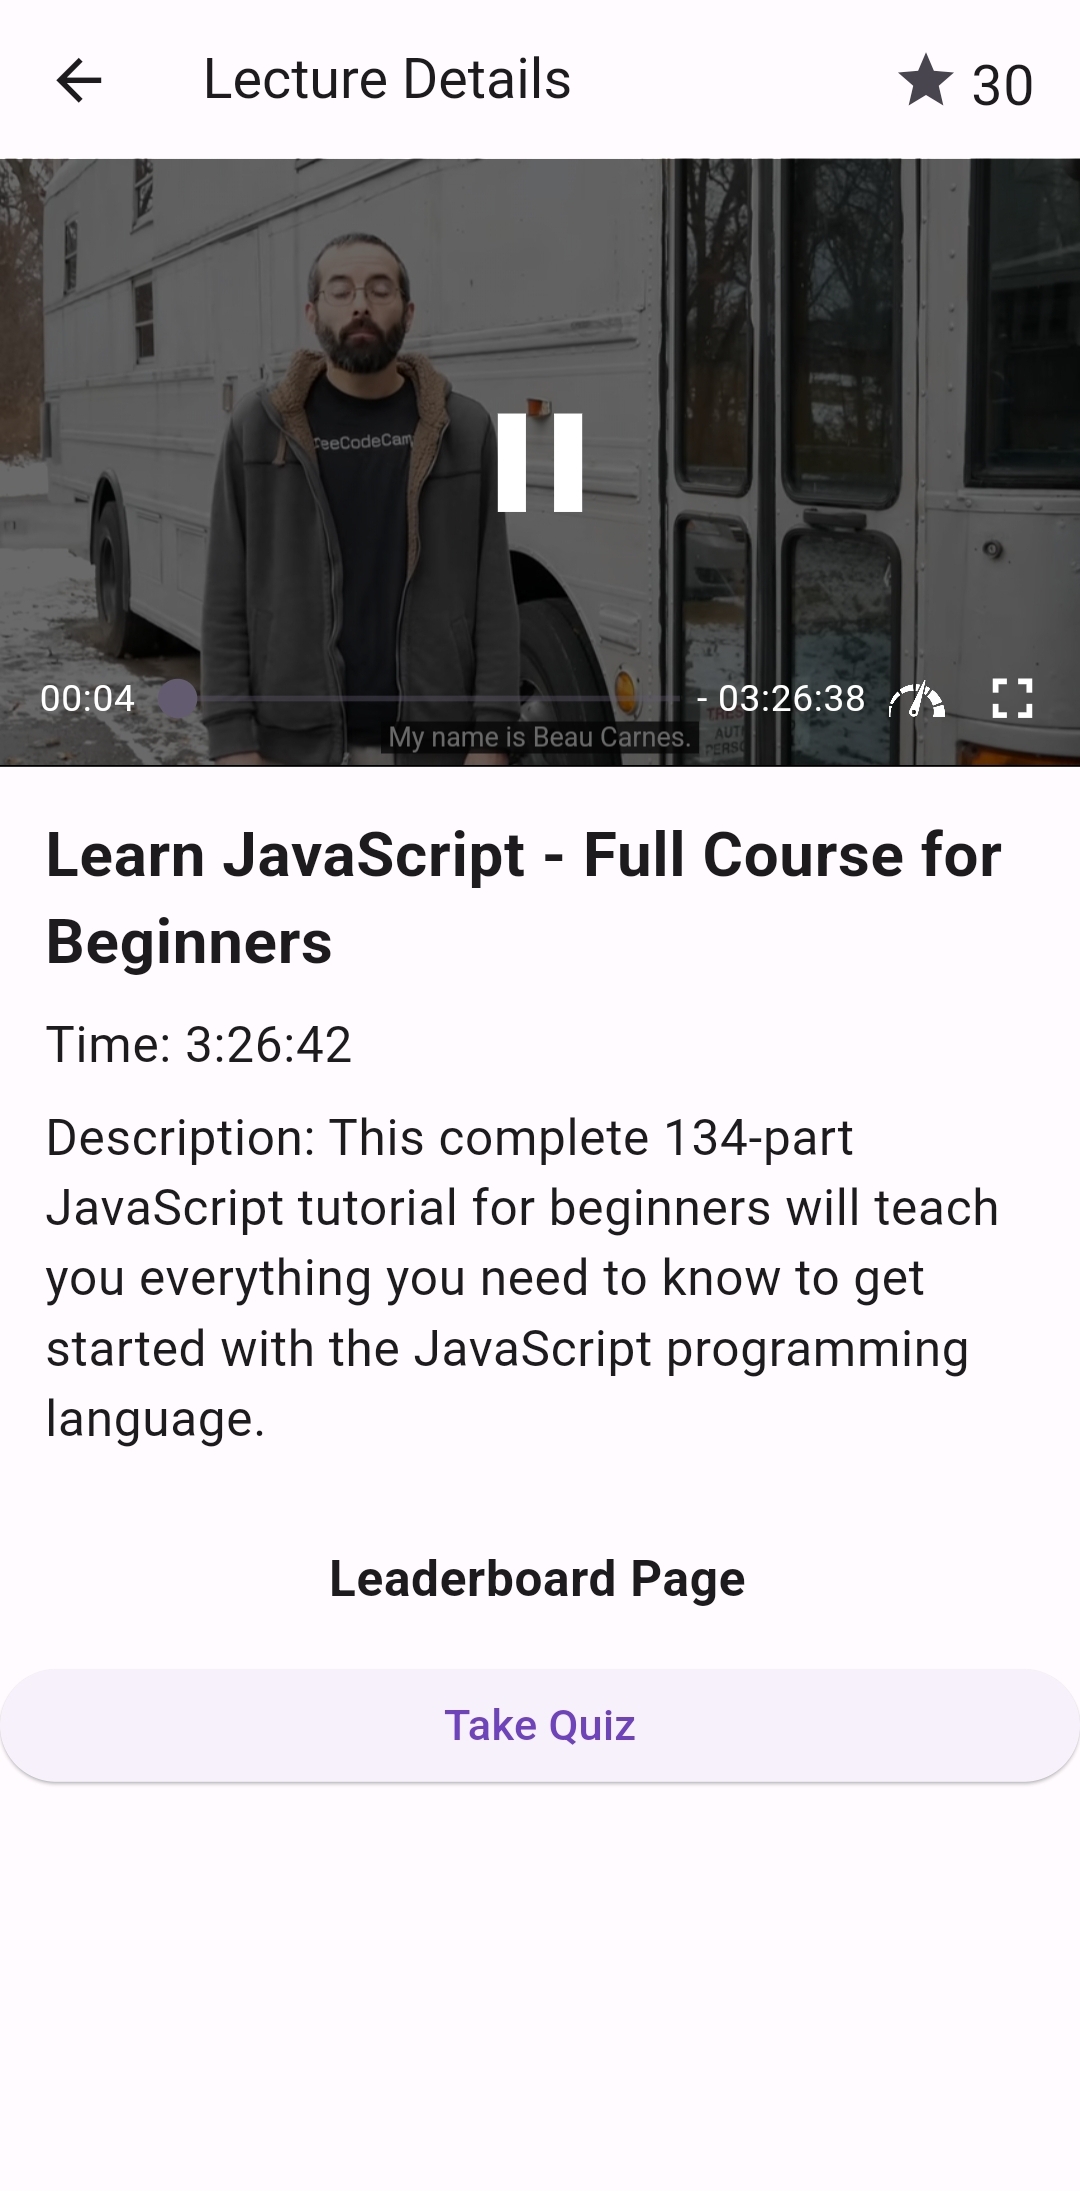 Lecture Details
30
reeCodeCam
00:04
- 03:26:38
My name is Beau Carnes.
Learn JavaScript - Full Course for
Beginners
Time: 3:26:42
Description: This complete 134-part
JavaScript tutorial for beginners will teach
you everything you need to know to get
started with the JavaScript programming
language.
Leaderboard Page
Take Quiz